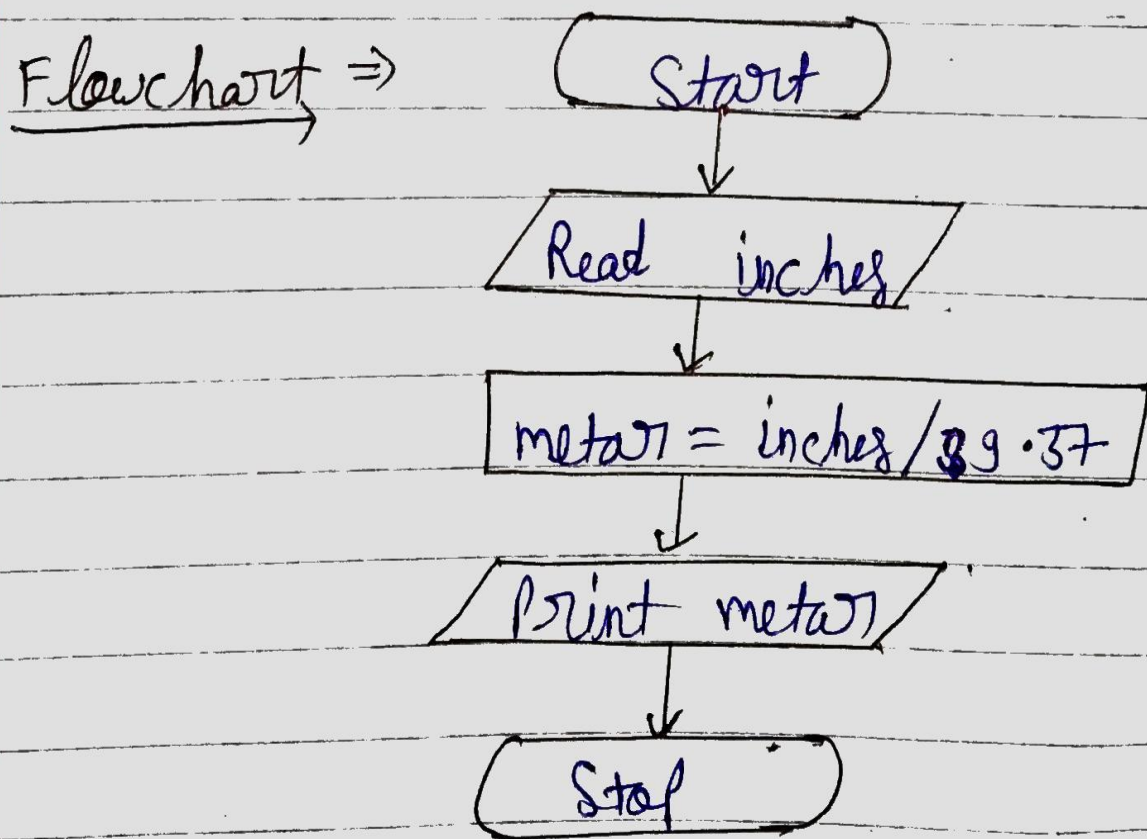 Flowchart ⇒ Start
Read inches
metar = inches/39.37
Print metar
Stop